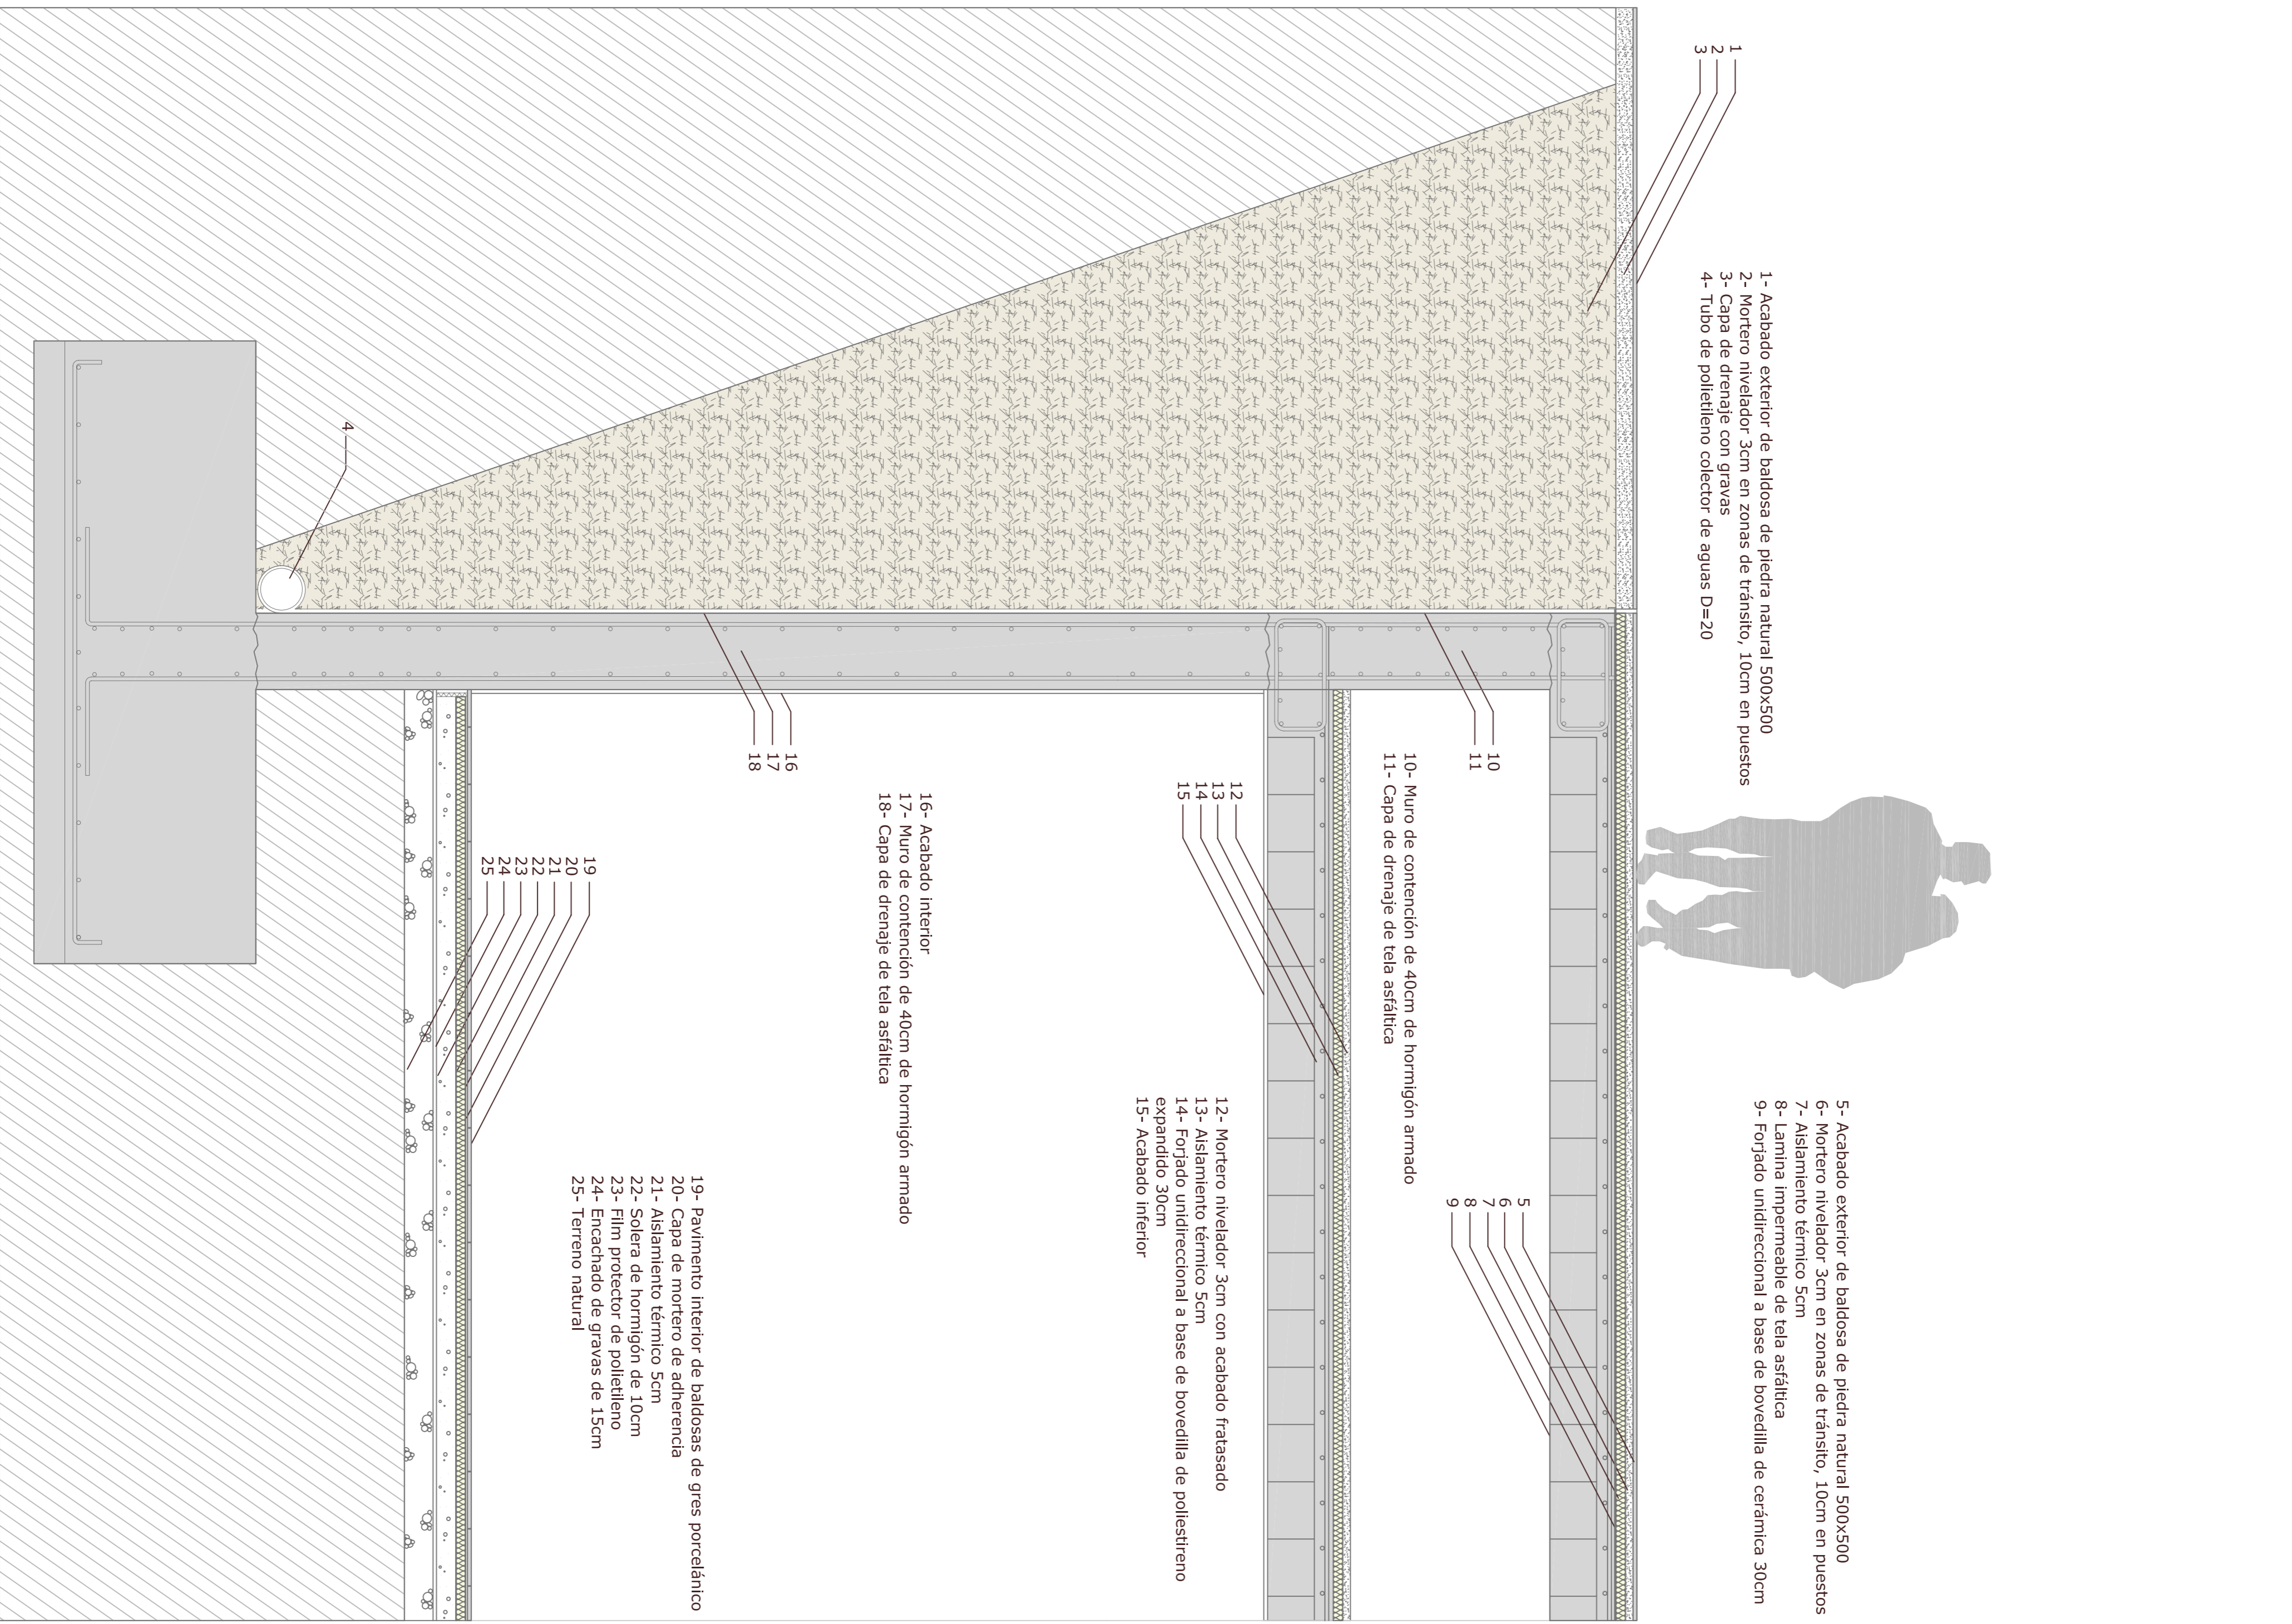 1
2
3
1- Acabado exterior de baldosa de piedra natural 500x500
2- Mortero nivelador 3cm en zonas de tránsito, 10cm en puestos
3- Capa de drenaje con gravas
4- Tubo de polietileno colector de aguas D=20
5- Acabado exterior de baldosa de piedra natural 500x500
6- Mortero nivelador 3cm en zonas de tránsito, 10cm en puestos
7- Aislamiento térmico 5cm
8- Lamina impermeable de tela asfáltica
9- Forjado unidireccional a base de bovedilla de cerámica 30cm
5
6
7
8
9
10
11
10- Muro de contención de 40cm de hormigón armado
11- Capa de drenaje de tela asfáltica
12
13
14
15
12- Mortero nivelador 3cm con acabado fratasado
13- Aislamiento térmico 5cm
14- Forjado unidireccional a base de bovedilla de poliestireno
expandido 30cm
15- Acabado inferior
16
17
18
16- Acabado interior
17- Muro de contención de 40cm de hormigón armado
18- Capa de drenaje de tela asfáltica
19
20
21
22
23
24
25
19- Pavimento interior de baldosas de gres porcelánico
20- Capa de mortero de adherencia
21- Aislamiento térmico 5cm
22- Solera de hormigón de 10cm
23- Film protector de polietileno
24- Encachado de gravas de 15cm
25- Terreno natural
4